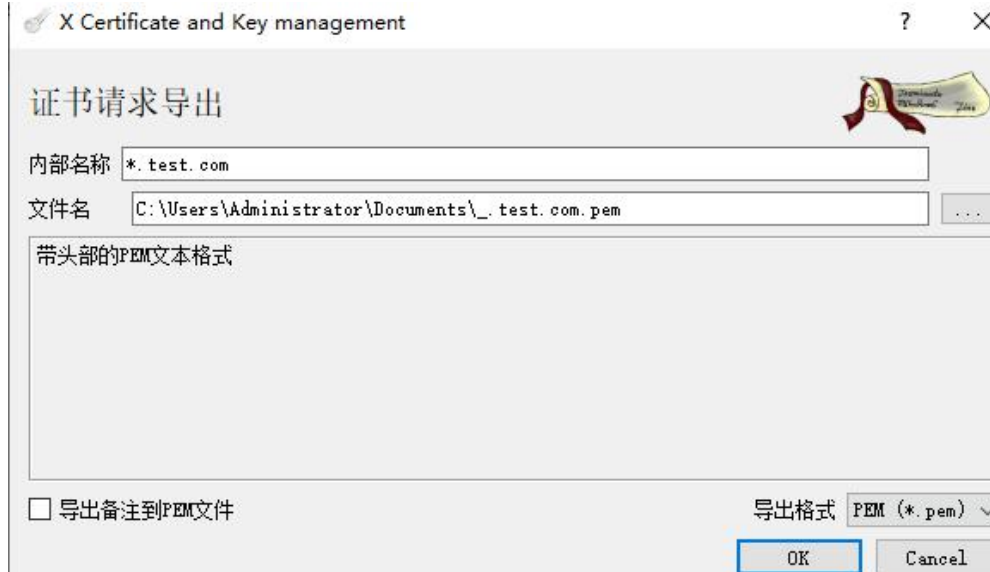 X Certificate and Key management
?
证书请求导出
内部名称 *.test.com
文件名 C:\Users\Administrator\Documents\_.test.com.pem
...
带头部的PEM文本格式
导出备注到PEM文件
导出格式 PEM (*.pem)
OK
Cancel